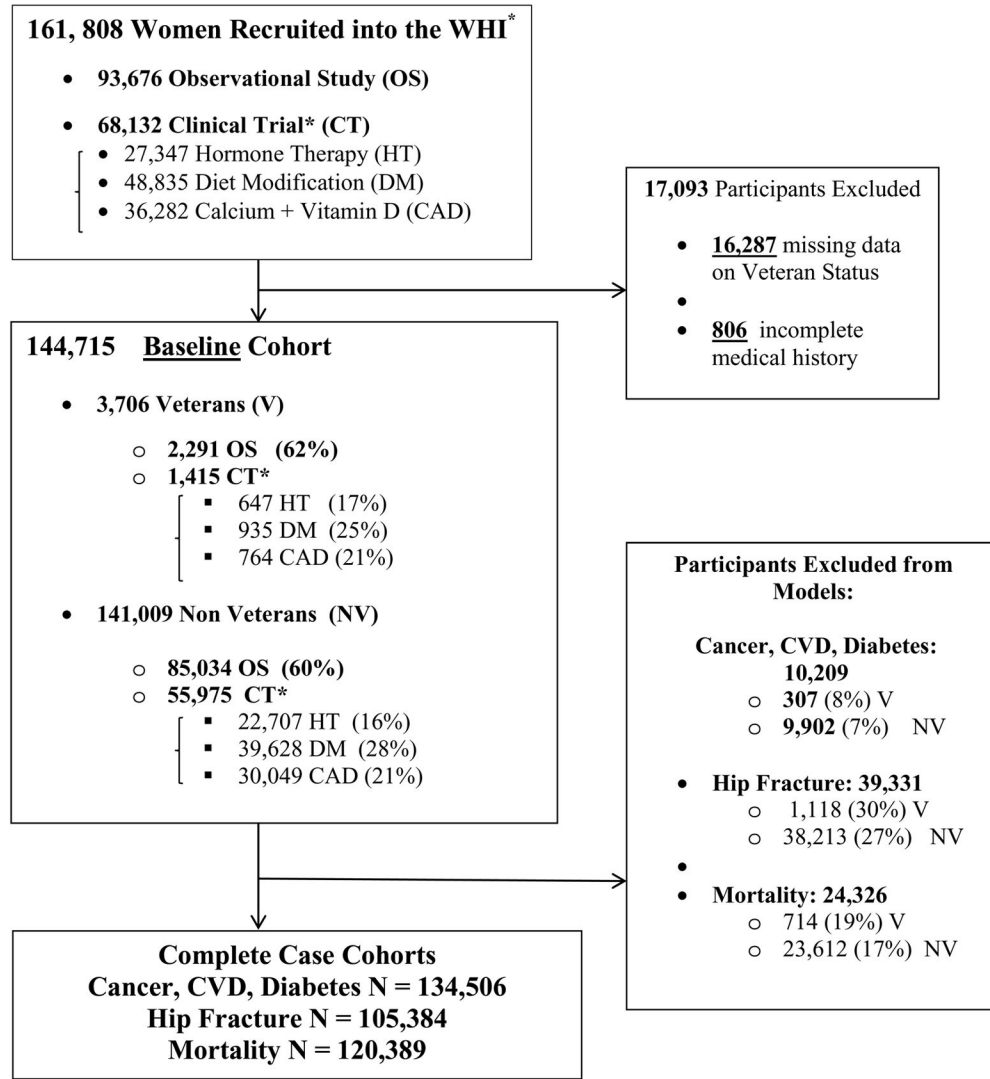 161, 808 Women Recruited into the WHI*
• 93,676 Observational Study (OS)
• 68,132 Clinical Trial* (CT)
• 27,347 Hormone Therapy (HT)
• 48,835 Diet Modification (DM)
• 36,282 Calcium + Vitamin D (CAD)
17,093 Participants Excluded
• 16,287 missing data
on Veteran Status
•
• 806 incomplete
medical history
144,715 Baseline Cohort
• 3,706 Veterans (V)
o 2,291 OS (62%)
o 1,415 CT*
▪ 647 HT (17%)
▪ 935 DM (25%)
▪ 764 CAD (21%)
• 141,009 Non Veterans (NV)
o 85,034 OS (60%)
o 55,975 CT*
▪ 22,707 HT (16%)
▪ 39,628 DM (28%)
▪ 30,049 CAD (21%)
Participants Excluded from
Models:
Cancer, CVD, Diabetes:
10,209
o 307 (8%) V
o 9,902 (7%) NV
• Hip Fracture: 39,331
o 1,118 (30%) V
o 38,213 (27%) NV
•
• Mortality: 24,326
o 714 (19%) V
o 23,612 (17%) NV
Complete Case Cohorts
Cancer, CVD, Diabetes N = 134,506
Hip Fracture N = 105,384
Mortality N = 120,389